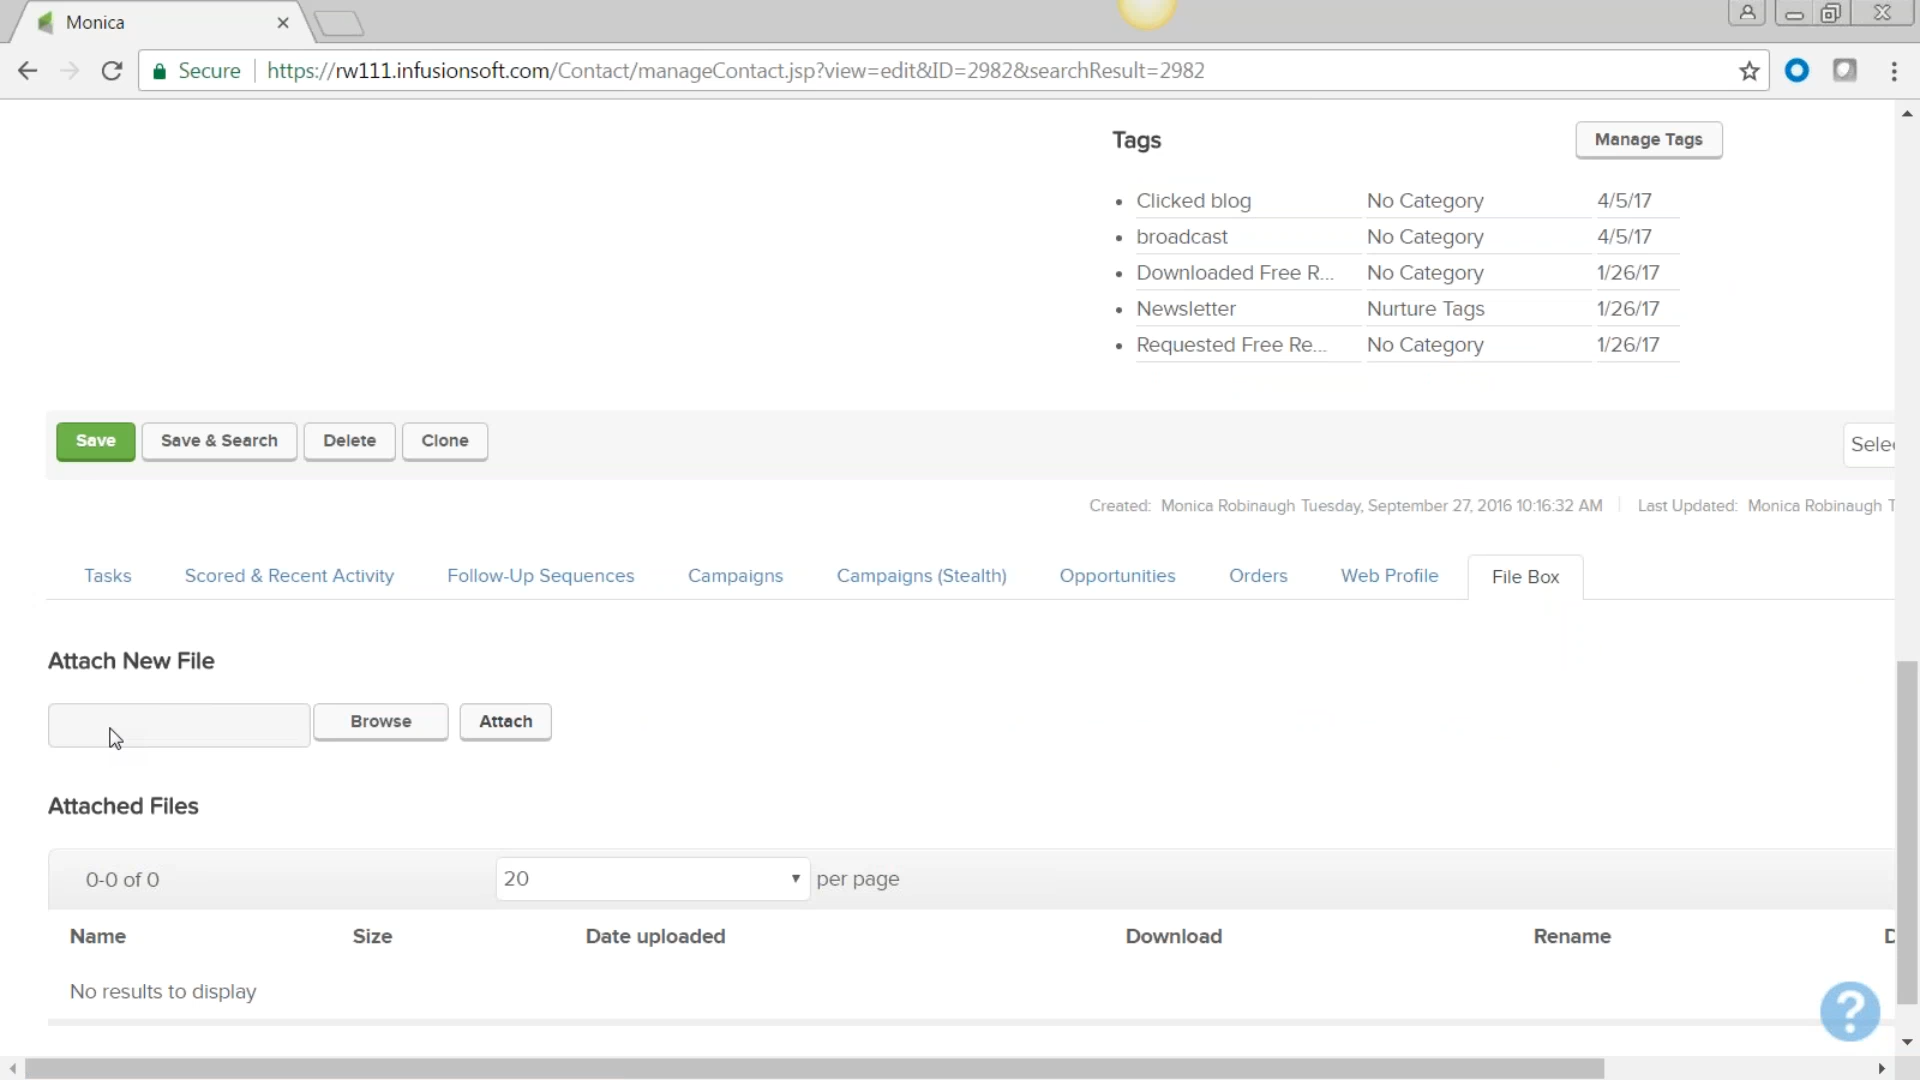 Monica
Secure https://rw111.infusionsoft.com/Contact/manageContact.jsp?view=edit&ID=2982&searchResult=2982
Tags Manage Tags
Clicked blog No Category 4/5/17
broadcast No Category 4/5/17
Downloaded Free R... No Category 1/26/17
Newsletter Nurture Tags 1/26/17
Requested Free Re... No Category 1/26/17
Save Save & Search Delete Clone Selec
Created: Monica Robinaugh Tuesday, September 27, 2016 10:16:32 AM Last Updated: Monica Robinaugh T
Tasks Scored & Recent Activity Follow-Up Sequences Campaigns Campaigns (Stealth) Opportunities Orders Web Profile File Box
Attach New File
Browse Attach
Attached Files
0-0 of 0 20 per page
Name Size Date uploaded Download Rename D
No results to display
?